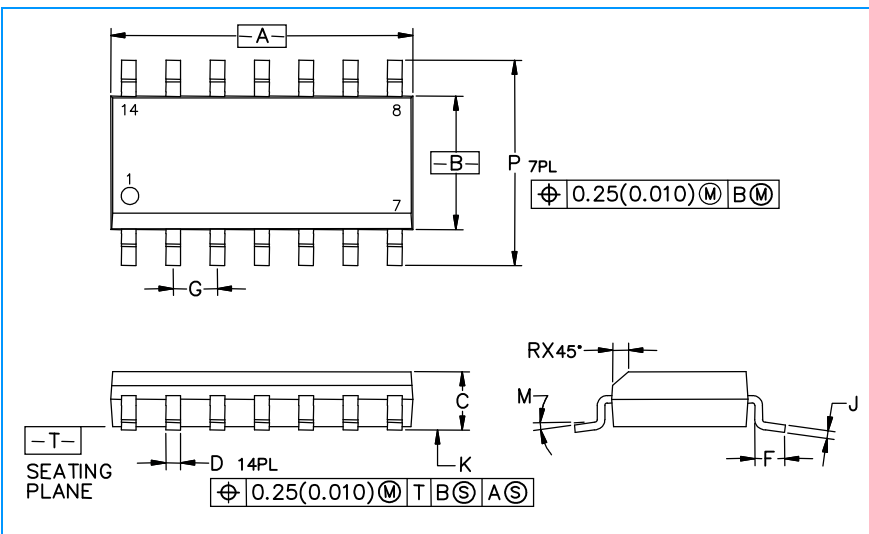 -A-
14 8
-B-
P 7PL
⌖ 0.25(0.010) Ⓜ B Ⓜ
1
7
G
RX45°
M
C
J
-T-
SEATING
PLANE
D 14PL
K
F
⌖ 0.25(0.010) Ⓜ T B Ⓢ A Ⓢ